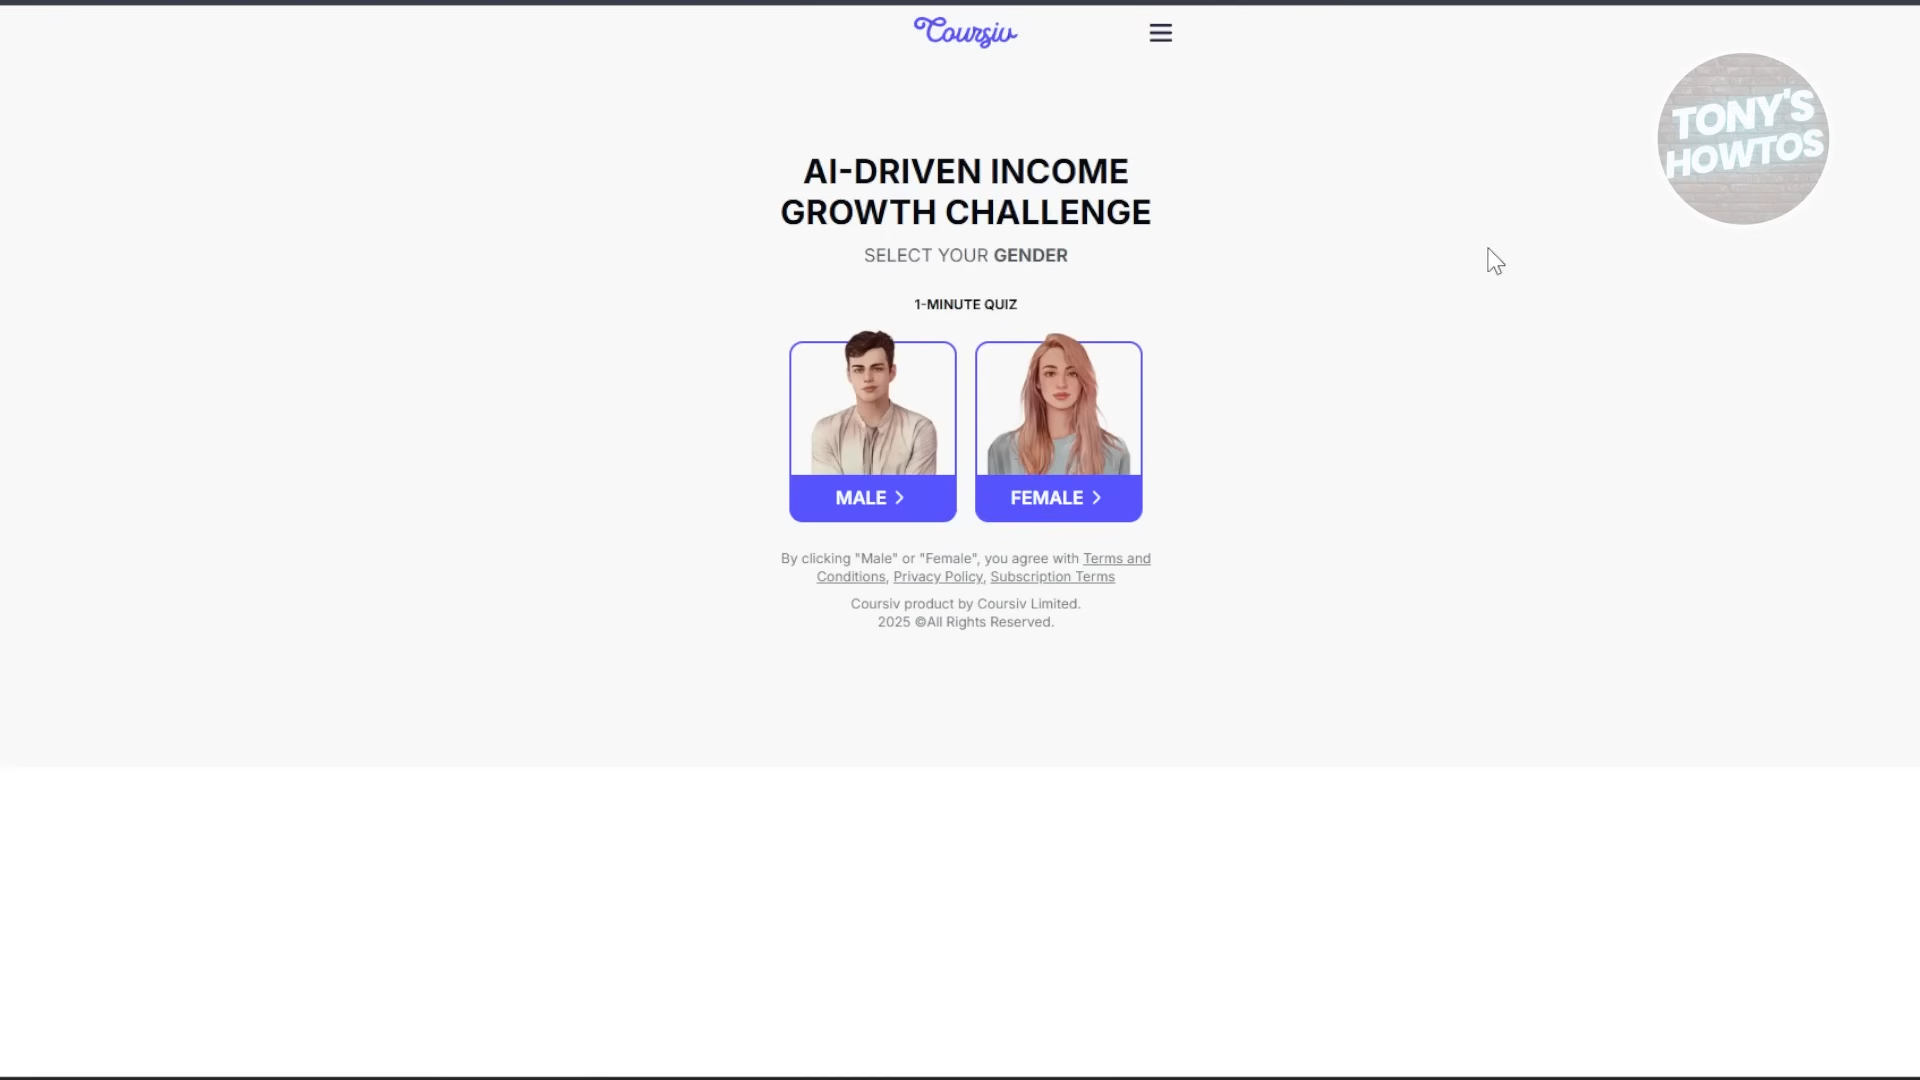 Coursiv
TONY'S
HOWTOS
AI-DRIVEN INCOME
GROWTH CHALLENGE
SELECT YOUR GENDER
1-MINUTE QUIZ
MALE
FEMALE
By clicking "Male" or "Female", you agree with Terms and
Conditions, Privacy Policy, Subscription Terms
Coursiv product by Coursiv Limited.
2025 ©All Rights Reserved.